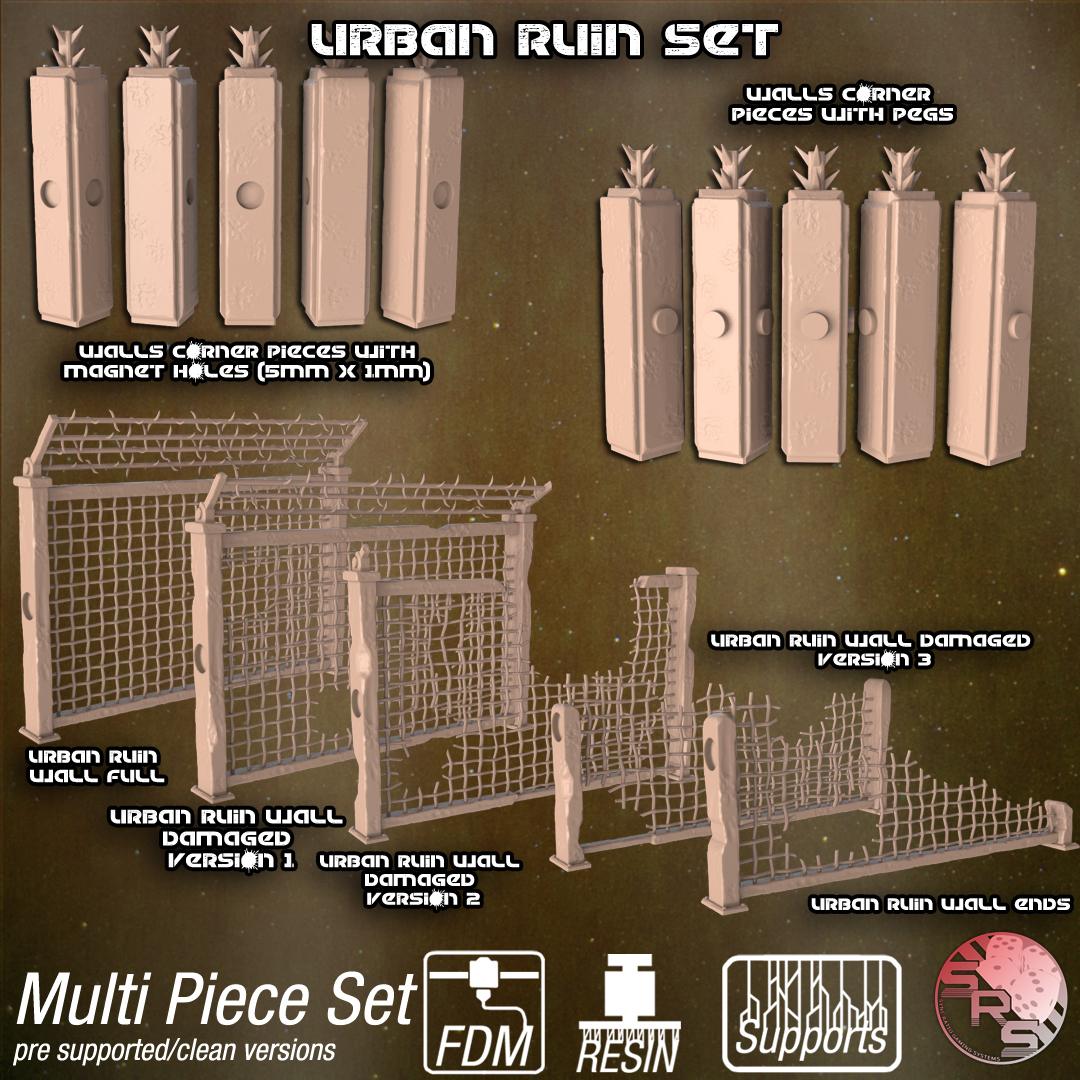 URBAN RUIN SET
WALLS CORNER
PIECES WITH PEGS
WALLS CORNER PIECES WITH
MAGNET HOLES (5MM X 1MM)
URBAN RUIN WALL DAMAGED
VERSION 3
URBAN RUIN
WALL FULL
URBAN RUIN WALL
DAMAGED
VERSION 1
URBAN RUIN WALL
DAMAGED
VERSION 2
URBAN RUIN WALL ENDS
Multi Piece Set
pre supported/clean versions
FDM
RESIN
Supports
SRS